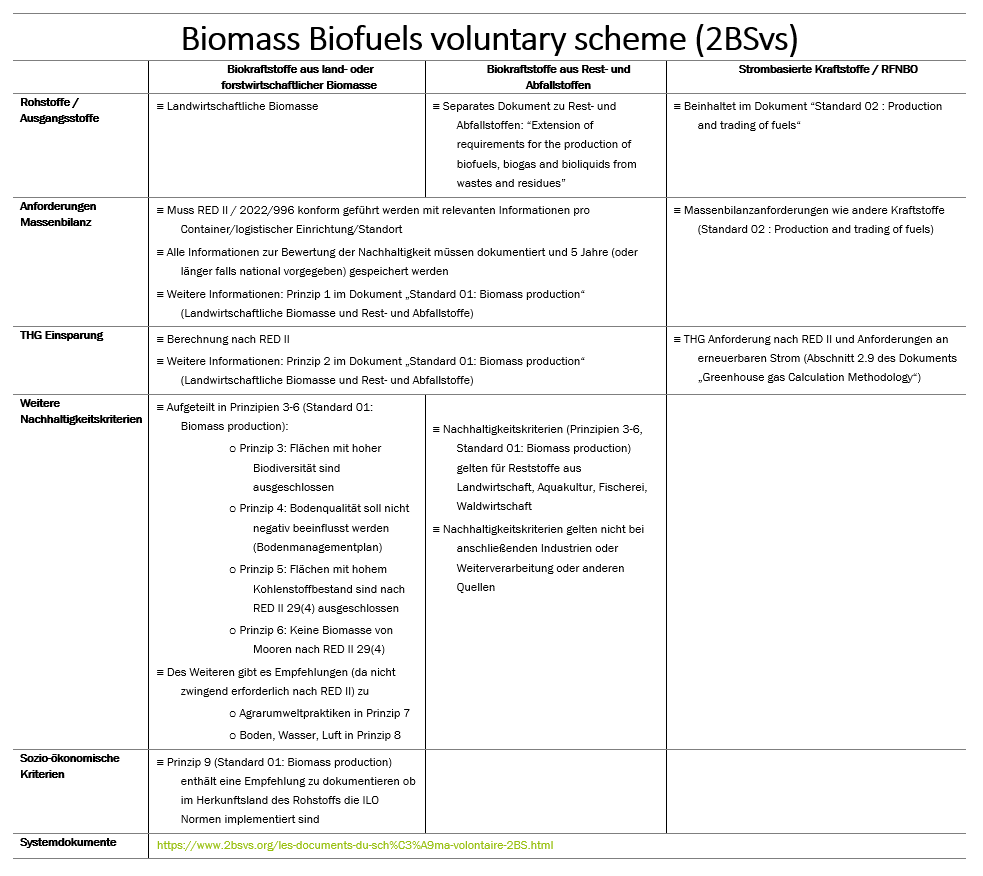 Biomass Biofuels voluntary scheme (2BSvs)
Biokraftstoffe aus land- oder
forstwirtschaftlicher Biomasse
Biokraftstoffe aus Rest- und
Abfallstoffen
Strombasierte Kraftstoffe / RFNBO
Rohstoffe /
Ausgangsstoffe
≡ Landwirtschaftliche Biomasse
≡ Separates Dokument zu Rest- und
Abfallstoffen: “Extension of
requirements for the production of
biofuels, biogas and bioliquids from
wastes and residues”
≡ Beinhaltet im Dokument “Standard 02 : Production
and trading of fuels“
Anforderungen
Massenbilanz
≡ Muss RED II / 2022/996 konform geführt werden mit relevanten Informationen pro
Container/logistischer Einrichtung/Standort
≡ Alle Informationen zur Bewertung der Nachhaltigkeit müssen dokumentiert und 5 Jahre (oder
länger falls national vorgegeben) gespeichert werden
≡ Weitere Informationen: Prinzip 1 im Dokument „Standard 01: Biomass production“
(Landwirtschaftliche Biomasse und Rest- und Abfallstoffe)
≡ Massenbilanzanforderungen wie andere Kraftstoffe
(Standard 02 : Production and trading of fuels)
THG Einsparung
≡ Berechnung nach RED II
≡ Weitere Informationen: Prinzip 2 im Dokument „Standard 01: Biomass production“
(Landwirtschaftliche Biomasse und Rest- und Abfallstoffe)
≡ THG Anforderung nach RED II und Anforderungen an
erneuerbaren Strom (Abschnitt 2.9 des Dokuments
„Greenhouse gas Calculation Methodology“)
Weitere
Nachhaltigkeitskriterien
≡ Aufgeteilt in Prinzipien 3-6 (Standard 01:
Biomass production):
o Prinzip 3: Flächen mit hoher
Biodiversität sind
ausgeschlossen
o Prinzip 4: Bodenqualität soll nicht
negativ beeinflusst werden
(Bodenmanagementplan)
o Prinzip 5: Flächen mit hohem
Kohlenstoffbestand sind nach
RED II 29(4) ausgeschlossen
o Prinzip 6: Keine Biomasse von
Mooren nach RED II 29(4)
≡ Des Weiteren gibt es Empfehlungen (da nicht
zwingend erforderlich nach RED II) zu
o Agrarumweltpraktiken in Prinzip 7
o Boden, Wasser, Luft in Prinzip 8
≡ Nachhaltigkeitskriterien (Prinzipien 3-6,
Standard 01: Biomass production)
gelten für Reststoffe aus
Landwirtschaft, Aquakultur, Fischerei,
Waldwirtschaft
≡ Nachhaltigkeitskriterien gelten nicht bei
anschließenden Industrien oder
Weiterverarbeitung oder anderen
Quellen
Sozio-ökonomische
Kriterien
≡ Prinzip 9 (Standard 01: Biomass production)
enthält eine Empfehlung zu dokumentieren ob
im Herkunftsland des Rohstoffs die ILO
Normen implementiert sind
Systemdokumente
https://www.2bsvs.org/les-documents-du-sch%C3%A9ma-volontaire-2BS.html